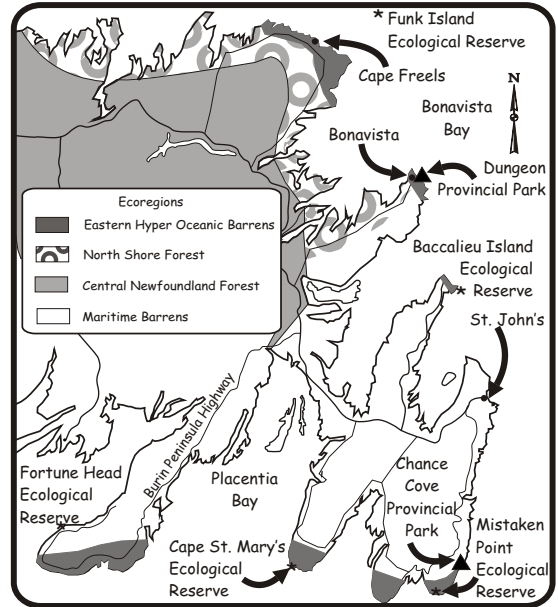 * Funk Island
Ecological Reserve
Cape Freels
N
Bonavista
Bay
Bonavista
Dungeon
Provincial Park
Ecoregions
Eastern Hyper Oceanic Barrens
North Shore Forest
Central Newfoundland Forest
Maritime Barrens
Baccalieu Island
Ecological
* Reserve
St. John's
Burin Peninsula Highway
Fortune Head
Ecological
Reserve
*
Placentia
Bay
Chance
Cove
Provincial
Park
Cape St. Mary's
Ecological
Reserve
*
Mistaken
Point
Ecological
Reserve
*